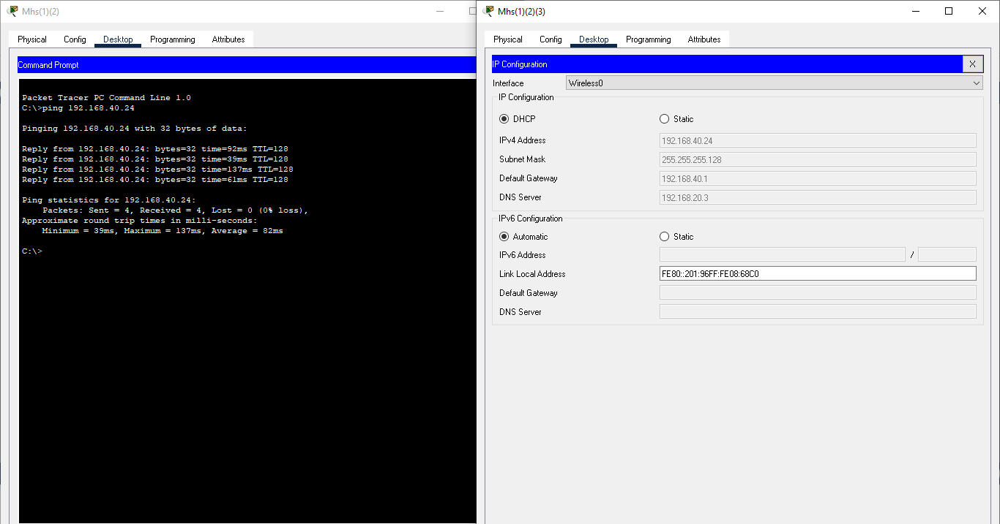 Mhs(1)(2)
Physical Config Desktop Programming Attributes
Command Prompt
Packet Tracer PC Command Line 1.0
C:\>ping 192.168.40.24
Pinging 192.168.40.24 with 32 bytes of data:
Reply from 192.168.40.24: bytes=32 time=92ms TTL=128
Reply from 192.168.40.24: bytes=32 time=39ms TTL=128
Reply from 192.168.40.24: bytes=32 time=137ms TTL=128
Reply from 192.168.40.24: bytes=32 time=61ms TTL=128
Ping statistics for 192.168.40.24:
Packets: Sent = 4, Received = 4, Lost = 0 (0% loss),
Approximate round trip times in milli-seconds:
Minimum = 39ms, Maximum = 137ms, Average = 82ms
C:\>
Mhs(1)(2)(3)
Physical Config Desktop Programming Attributes
IP Configuration X
Interface Wireless0
IP Configuration
DHCP Static
IPv4 Address 192.168.40.24
Subnet Mask 255.255.255.128
Default Gateway 192.168.40.1
DNS Server 192.168.20.3
IPv6 Configuration
Automatic Static
IPv6 Address /
Link Local Address FE80::201:96FF:FE08:68C0
Default Gateway
DNS Server